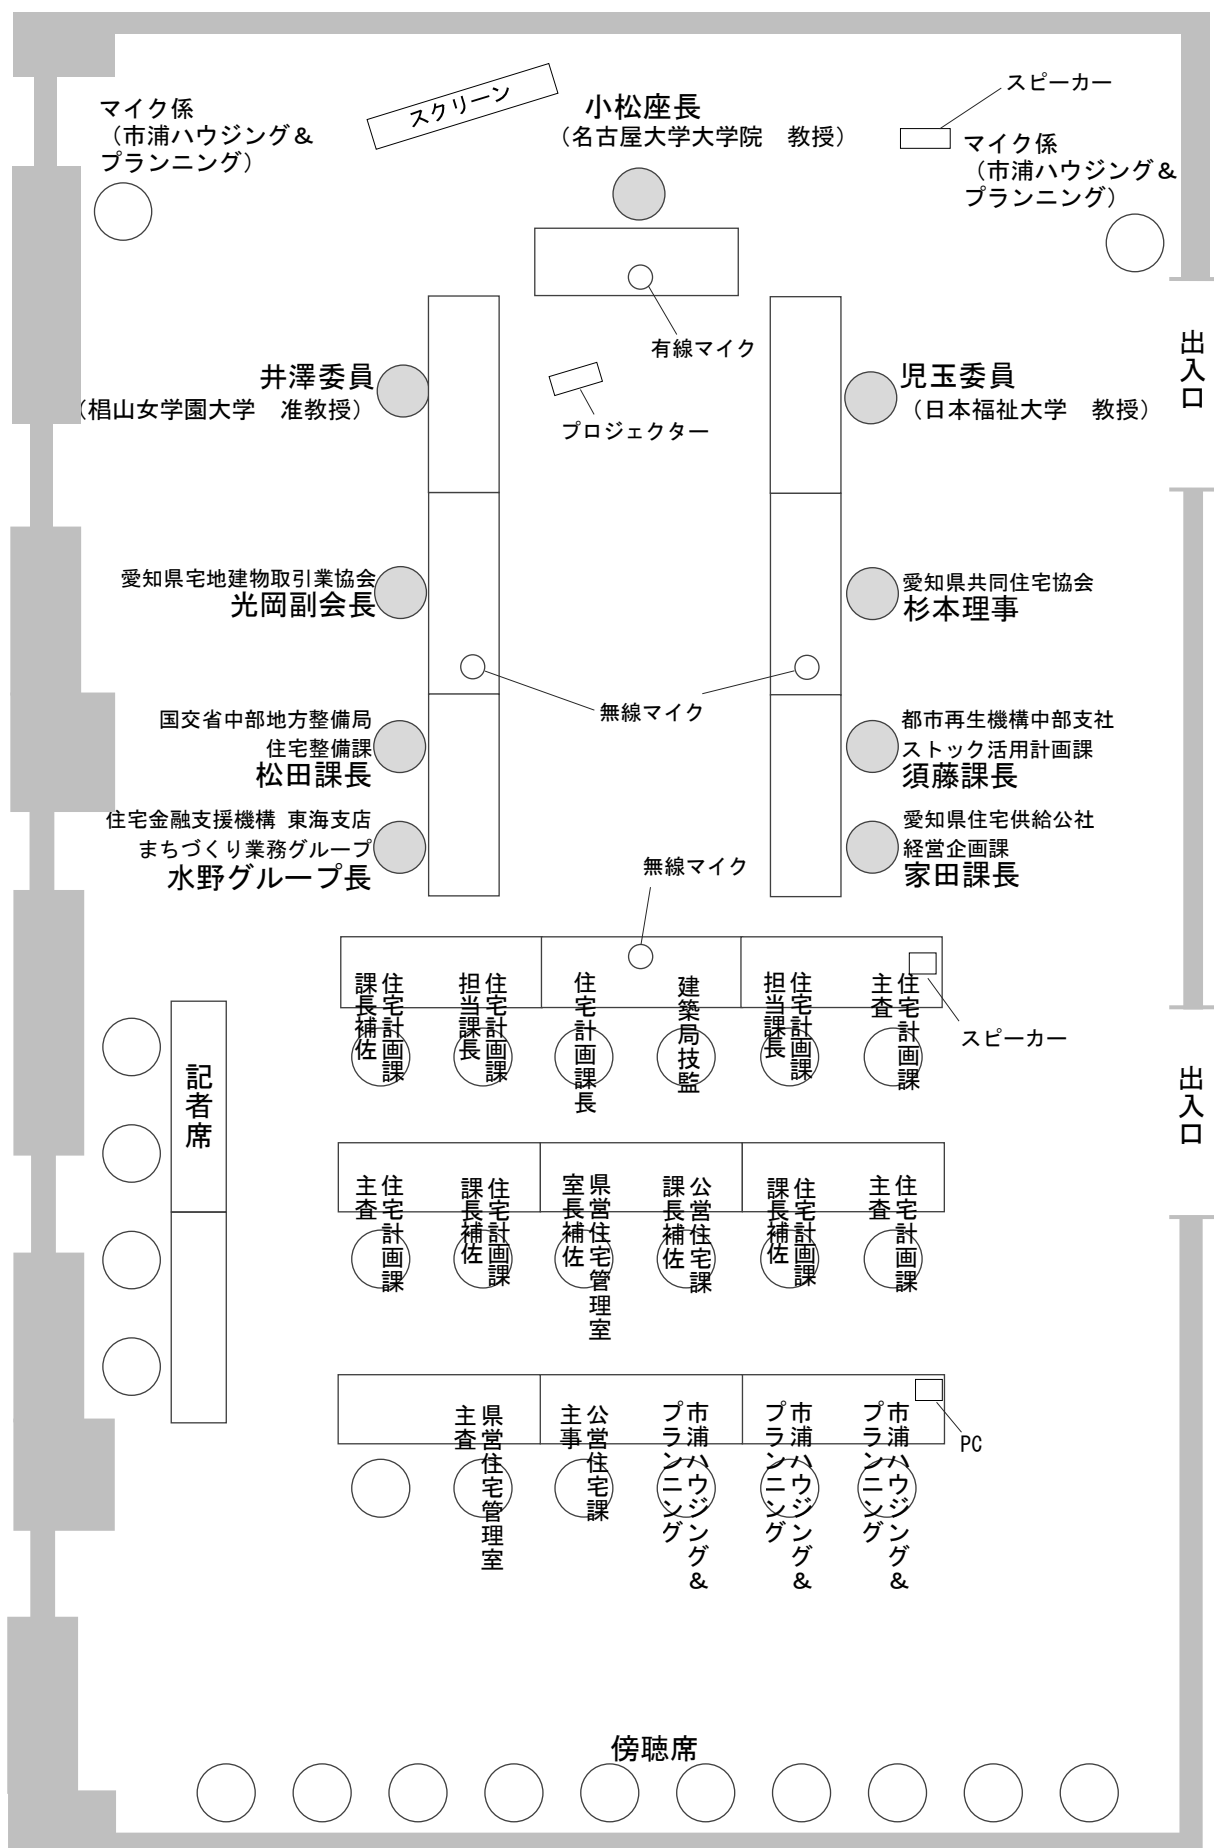 スピーカー
マイク係
（市浦ハウジング＆
プランニング）
スクリーン
小松座長
（名古屋大学大学院　教授）
マイク係
（市浦ハウジング＆
プランニング）
有線マイク
出入口
井澤委員
（椙山女学園大学　准教授）
プロジェクター
児玉委員
（日本福祉大学　教授）
愛知県宅地建物取引業協会
光岡副会長
愛知県共同住宅協会
杉本理事
無線マイク
国交省中部地方整備局
住宅整備課
松田課長
都市再生機構中部支社
ストック活用計画課
須藤課長
住宅金融支援機構 東海支店
まちづくり業務グループ
水野グループ長
愛知県住宅供給公社
経営企画課
家田課長
無線マイク
住宅計画課
課長補佐
住宅計画課
担当課長
住宅計画課長
建築局技監
住宅計画課
担当課長
住宅計画課
主査
スピーカー
記者席
出入口
住宅計画課
主査
住宅計画課
課長補佐
県営住宅管理室
室長補佐
公営住宅課
課長補佐
住宅計画課
課長補佐
住宅計画課
主査
県営住宅管理室
主査
公営住宅課
主事
市浦ハウジング＆
プランニング
市浦ハウジング＆
プランニング
市浦ハウジング＆
プランニング
PC
傍聴席